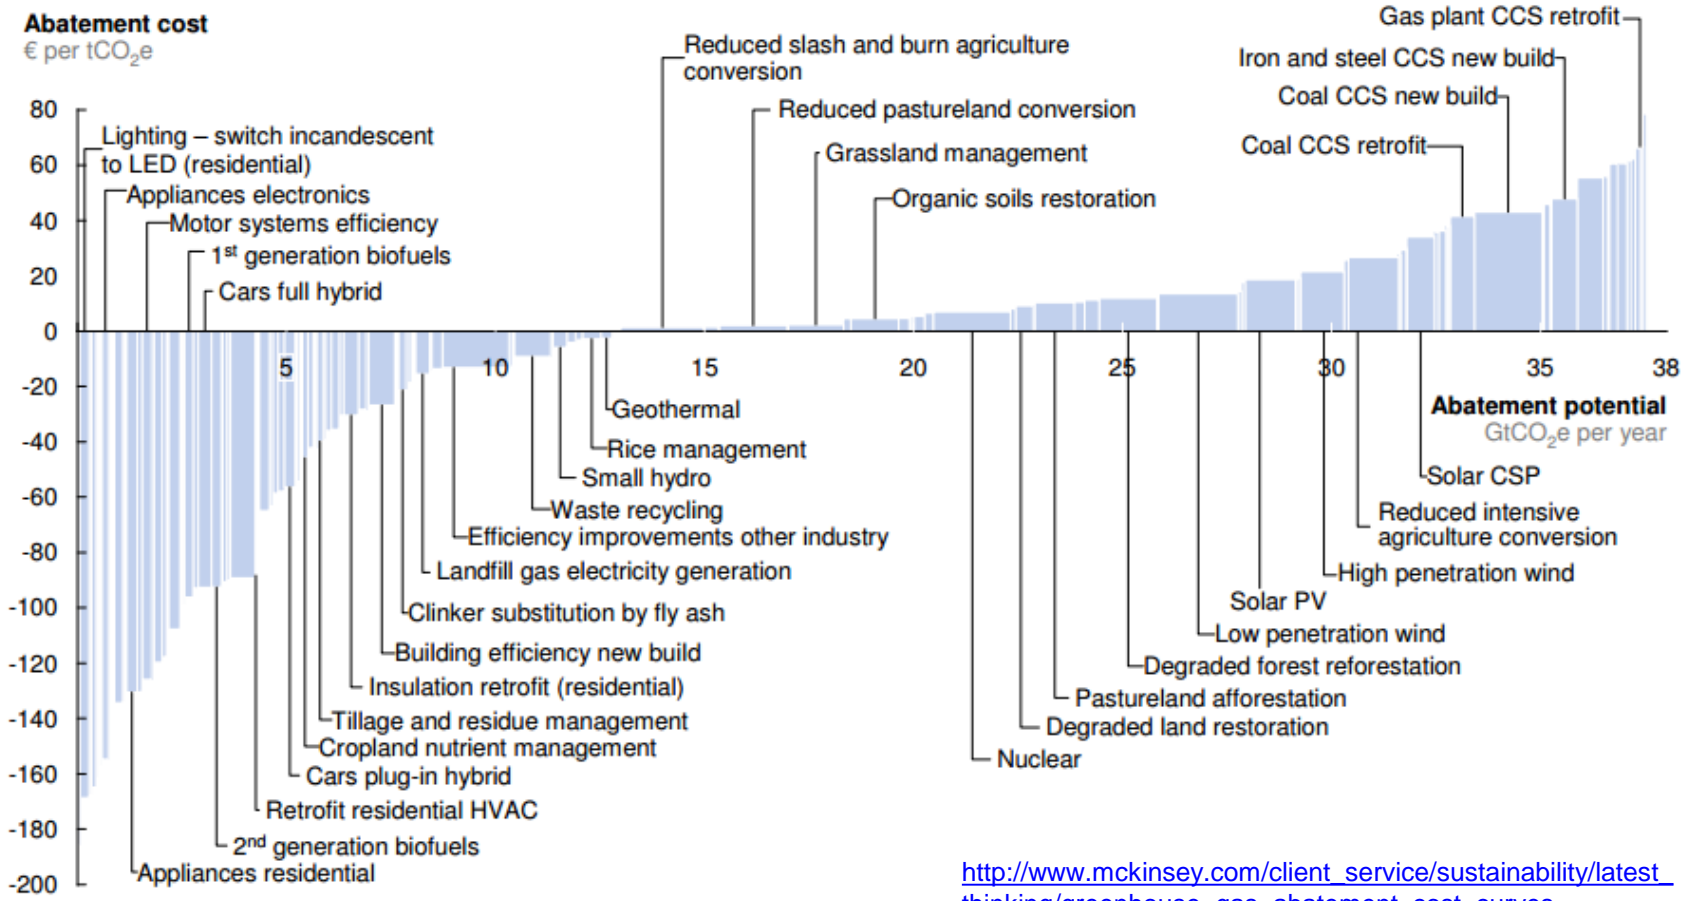 Abatement cost
€ per tCO₂e
Gas plant CCS retrofit
Reduced slash and burn agriculture
conversion
Iron and steel CCS new build
Coal CCS new build
80
Reduced pastureland conversion
Lighting – switch incandescent
to LED (residential)
Coal CCS retrofit
Grassland management
60
Appliances electronics
Organic soils restoration
40
Motor systems efficiency
1st generation biofuels
20
Cars full hybrid
0
5
10
15
20
25
30
35
38
-20
Geothermal
Abatement potential
GtCO₂e per year
-40
Rice management
Small hydro
Solar CSP
-60
Waste recycling
Reduced intensive
agriculture conversion
Efficiency improvements other industry
-80
Landfill gas electricity generation
High penetration wind
-100
Clinker substitution by fly ash
Solar PV
Low penetration wind
-120
Building efficiency new build
Degraded forest reforestation
Insulation retrofit (residential)
Pastureland afforestation
-140
Tillage and residue management
Degraded land restoration
Cropland nutrient management
Nuclear
-160
Cars plug-in hybrid
Retrofit residential HVAC
-180
2nd generation biofuels
Appliances residential
-200
http://www.mckinsey.com/client_service/sustainability/latest_
thinking/greenhouse_gas_abatement_cost_curves